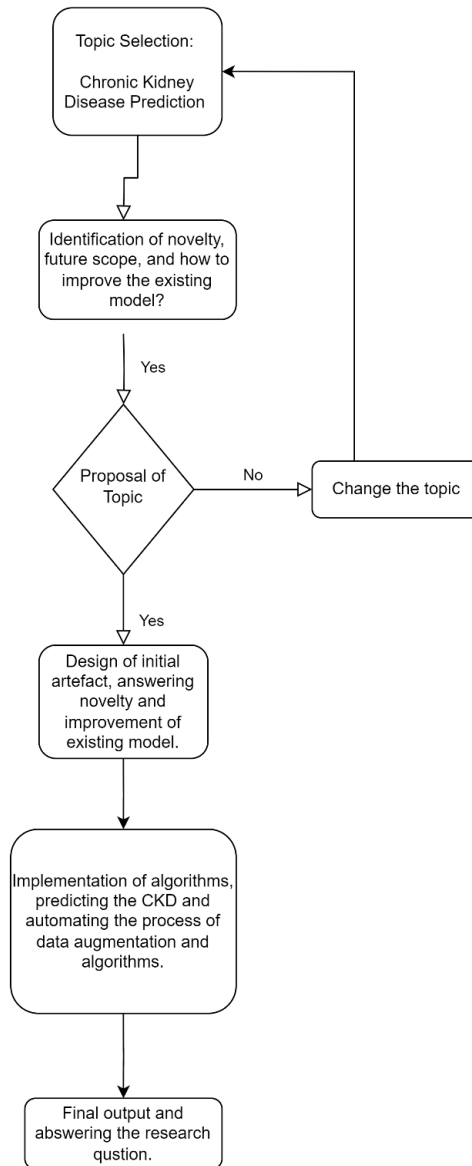 Topic Selection:
Chronic Kidney
Disease Prediction
Identification of novelty,
future scope, and how to
improve the existing
model?
Yes
Proposal of
Topic
No
Change the topic
Yes
Design of initial
artefact, answering
novelty and
improvement of
existing model.
Implementation of algorithms,
predicting the CKD and
automating the process of
data augmentation and
algorithms.
Final output and
abswering the research
qustion.